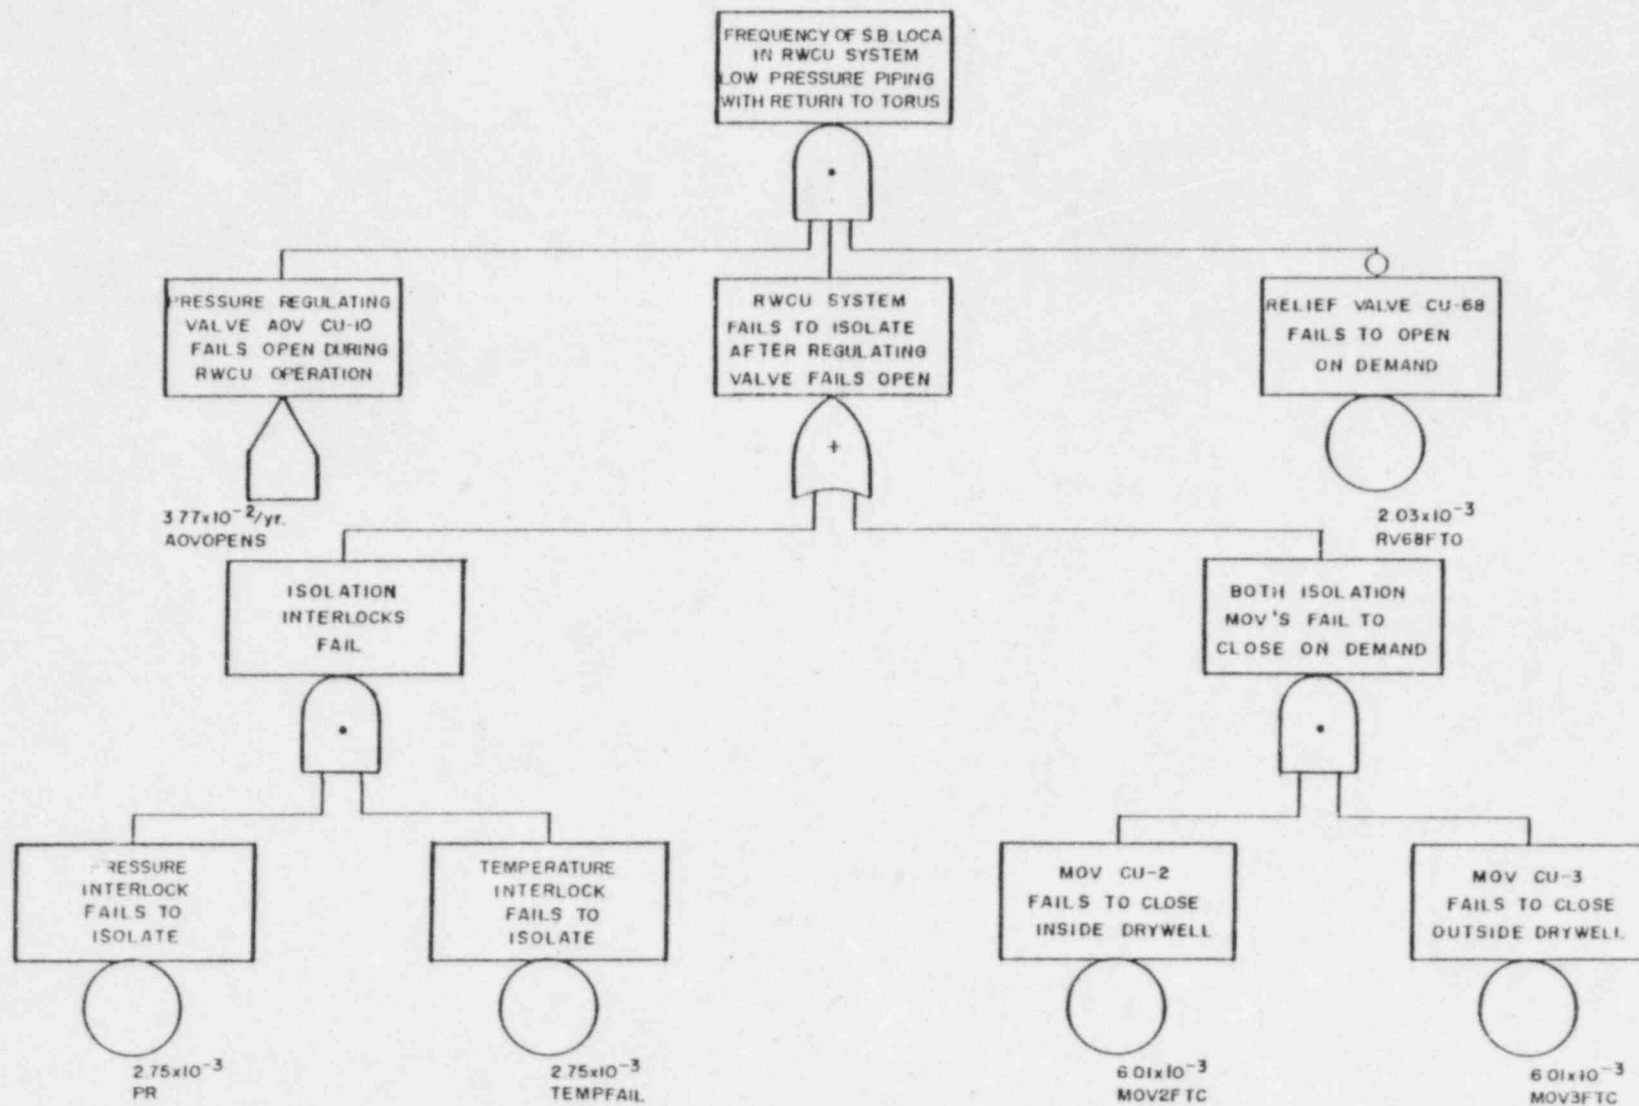 FREQUENCY OF S.B. LOCA
IN RWCU SYSTEM
LOW PRESSURE PIPING
WITH RETURN TO TORUS
PRESSURE REGULATING
VALVE AOV CU-10
FAILS OPEN DURING
RWCU OPERATION
3.77x10⁻²/yr.
AOVOPENS
RWCU SYSTEM
FAILS TO ISOLATE
AFTER REGULATING
VALVE FAILS OPEN
RELIEF VALVE CU-68
FAILS TO OPEN
ON DEMAND
2.03x10⁻³
RV68FTO
ISOLATION
INTERLOCKS
FAIL
BOTH ISOLATION
MOV'S FAIL TO
CLOSE ON DEMAND
PRESSURE
INTERLOCK
FAILS TO
ISOLATE
2.75x10⁻³
PR
TEMPERATURE
INTERLOCK
FAILS TO
ISOLATE
2.75x10⁻³
TEMPFAIL
MOV CU-2
FAILS TO CLOSE
INSIDE DRYWELL
6.01x10⁻³
MOV2FTC
MOV CU-3
FAILS TO CLOSE
OUTSIDE DRYWELL
6.01x10⁻³
MOV3FTC